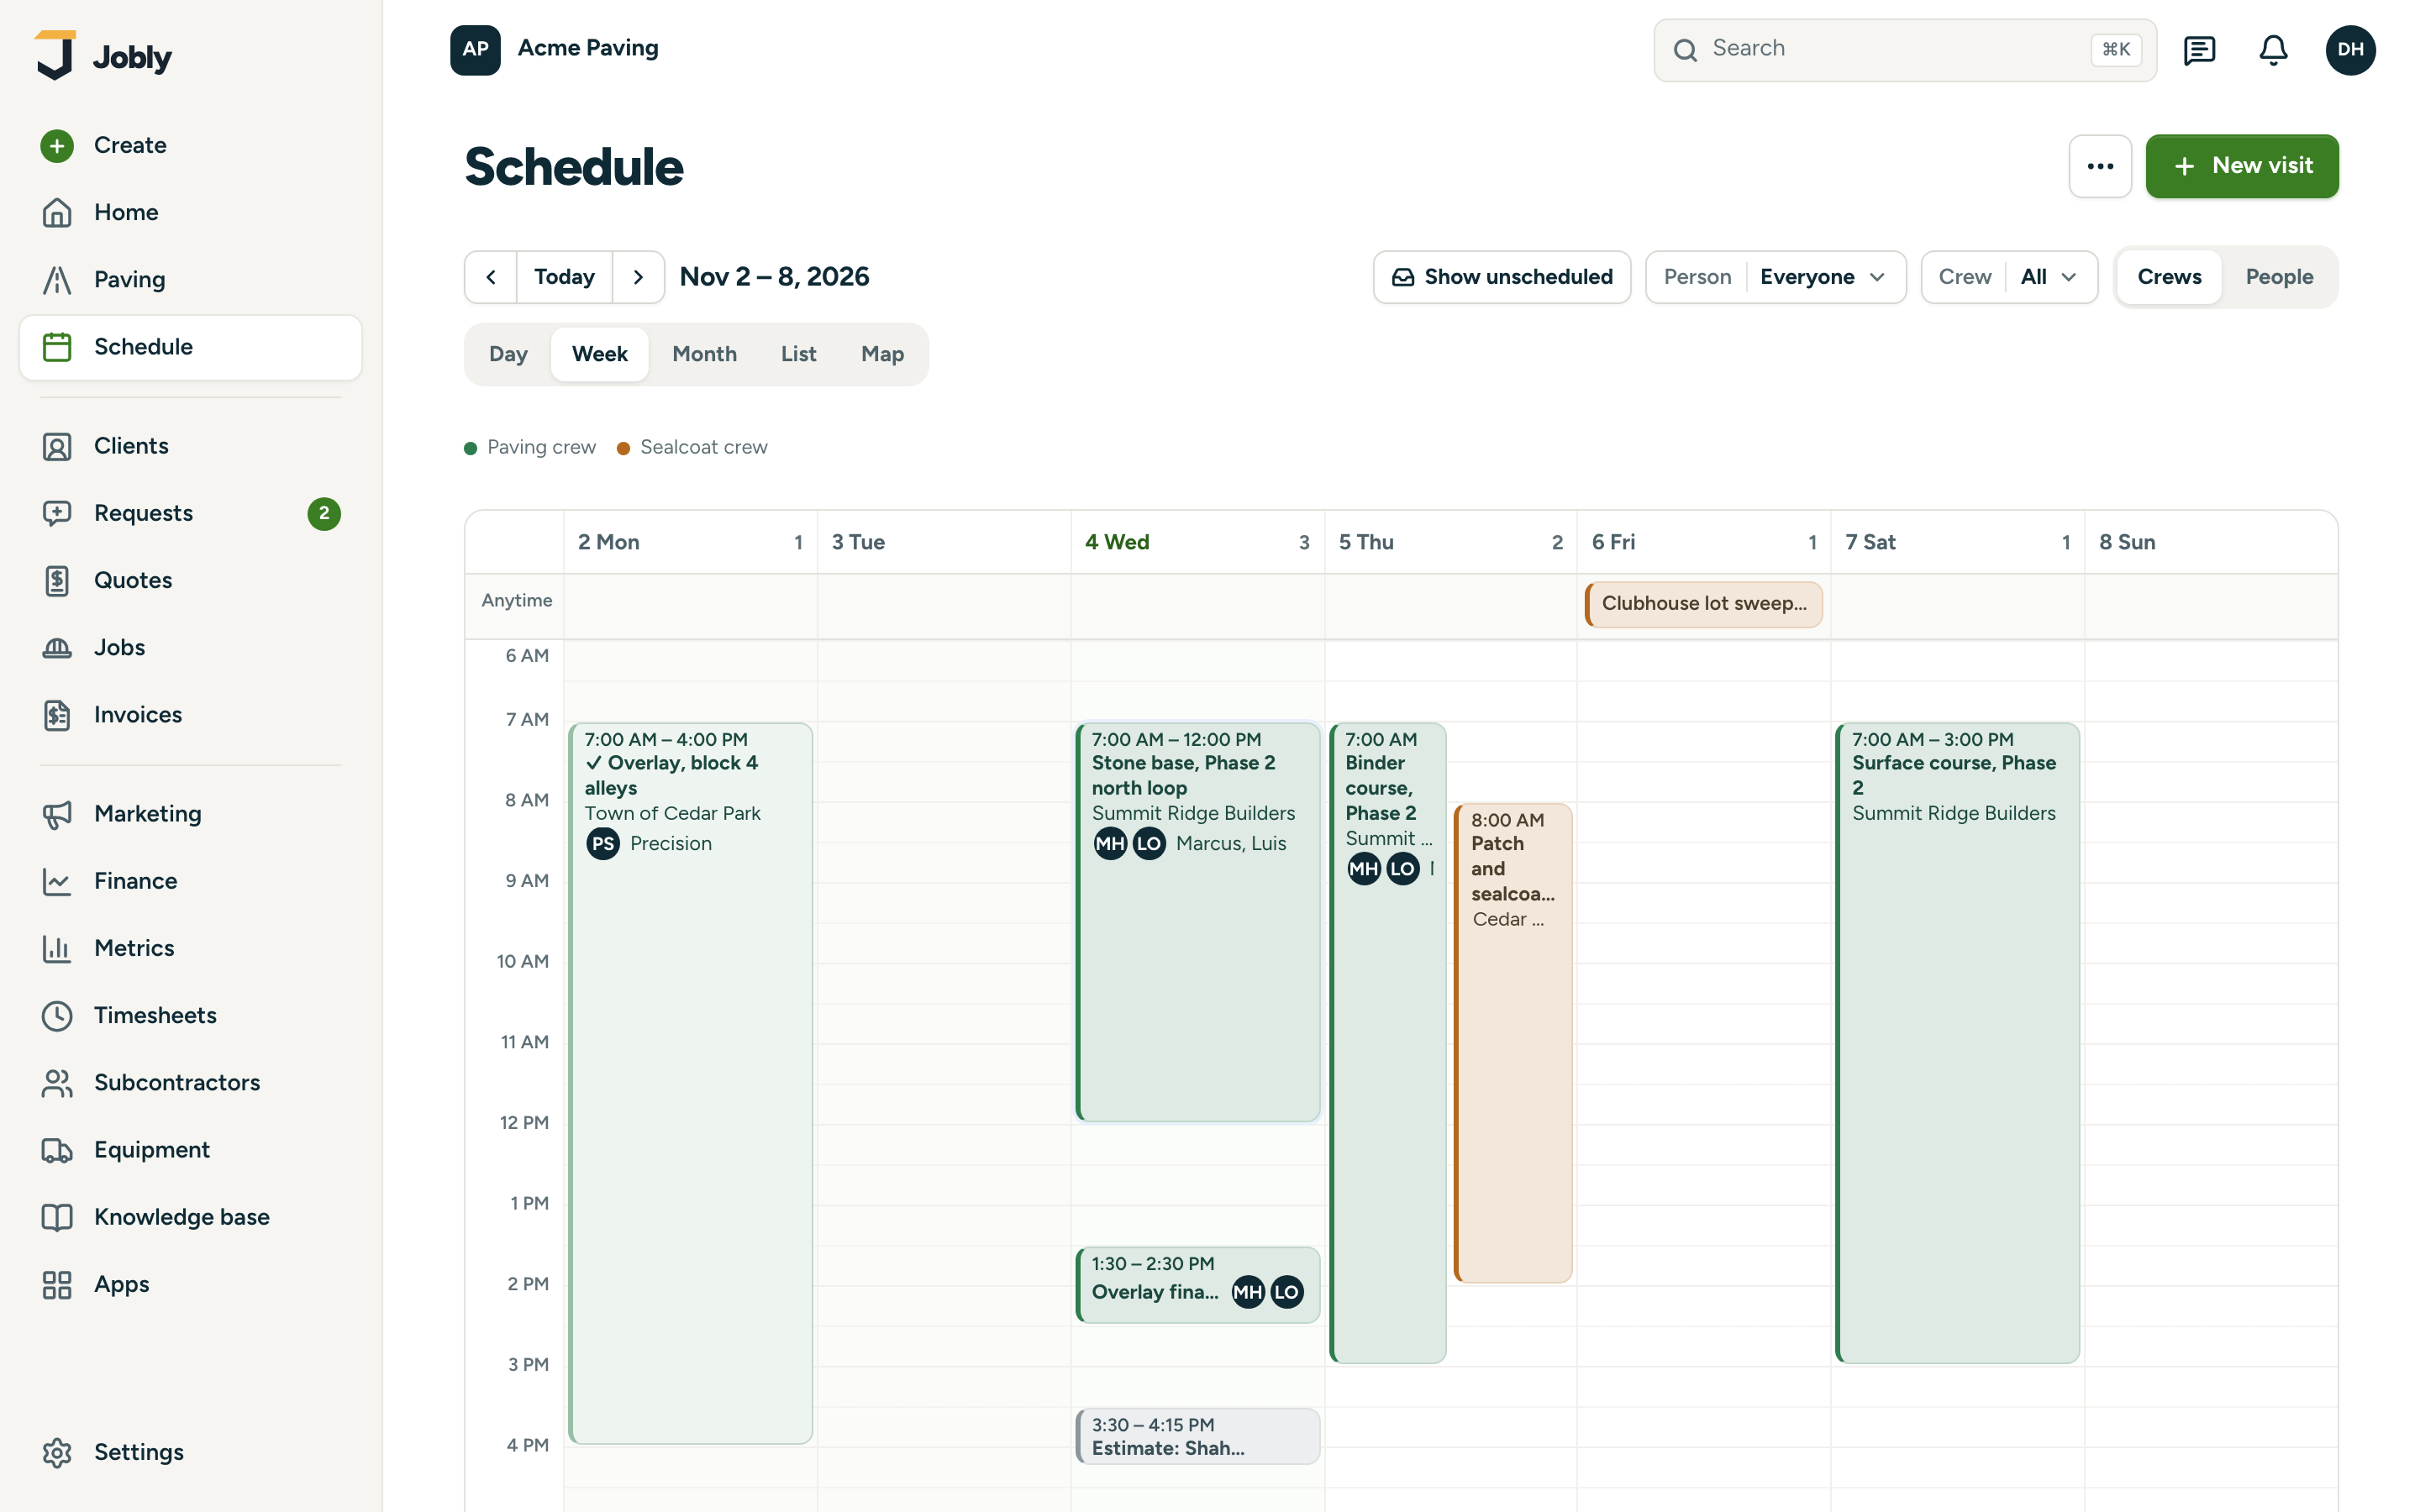 Jobly
Create
Home
Paving
Schedule
Clients
Requests 2
Quotes
Jobs
Invoices
Marketing
Finance
Metrics
Timesheets
Subcontractors
Equipment
Knowledge base
Apps
Settings
AP Acme Paving
Search ⌘K
DH
Schedule
New visit
Today Nov 2 – 8, 2026
Show unscheduled
Person Everyone
Crew All
Crews People
Day Week Month List Map
Paving crew Sealcoat crew
2 Mon 1
3 Tue
4 Wed 3
5 Thu 2
6 Fri 1
7 Sat 1
8 Sun
Anytime
Clubhouse lot sweep...
6 AM
7 AM
8 AM
9 AM
10 AM
11 AM
12 PM
1 PM
2 PM
3 PM
4 PM
7:00 AM – 4:00 PM
✓ Overlay, block 4
alleys
Town of Cedar Park
PS Precision
7:00 AM – 12:00 PM
Stone base, Phase 2
north loop
Summit Ridge Builders
MH LO Marcus, Luis
1:30 – 2:30 PM
Overlay fina... MH LO
3:30 – 4:15 PM
Estimate: Shah...
7:00 AM
Binder
course,
Phase 2
Summit ...
MH LO
8:00 AM
Patch
and
sealcoa...
Cedar ...
7:00 AM – 3:00 PM
Surface course, Phase
2
Summit Ridge Builders